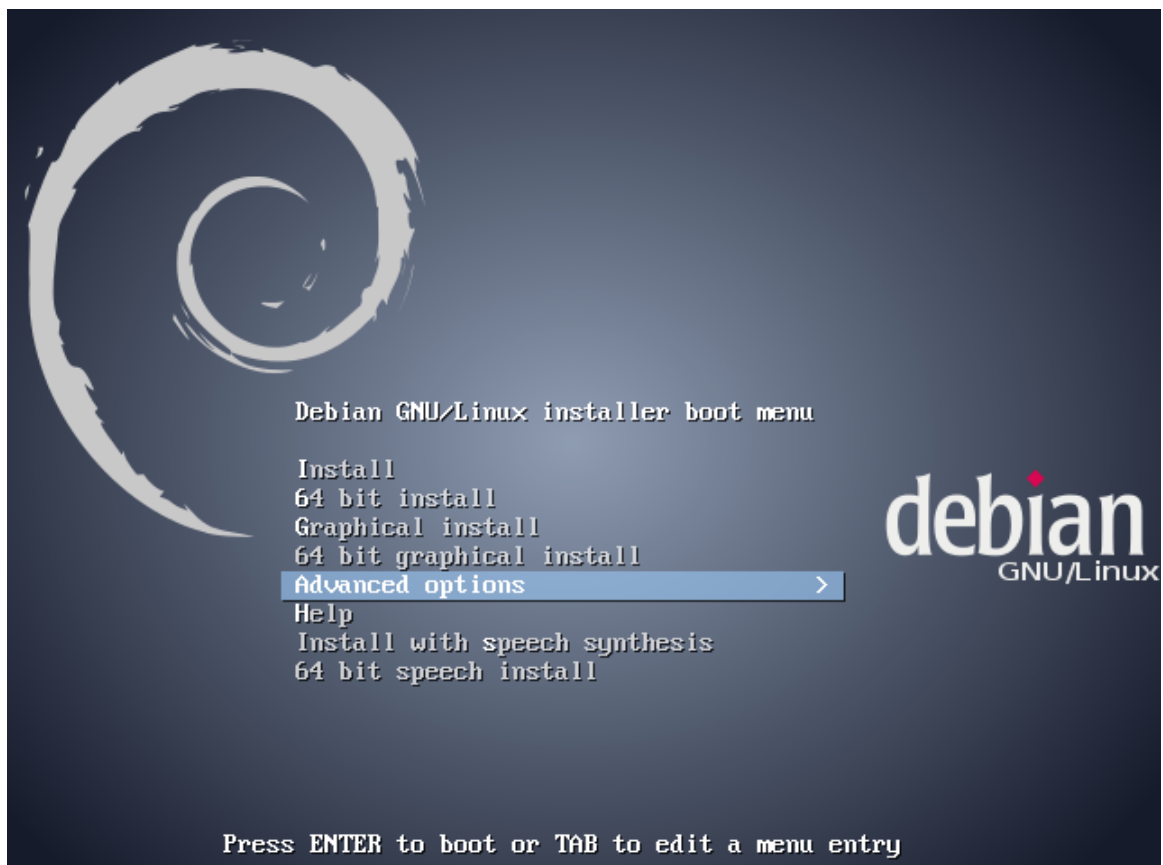 Debian GNU/Linux installer boot menu
Install
64 bit install
Graphical install
64 bit graphical install
Advanced options >
Help
Install with speech synthesis
64 bit speech install
debian
GNU/Linux
Press ENTER to boot or TAB to edit a menu entry